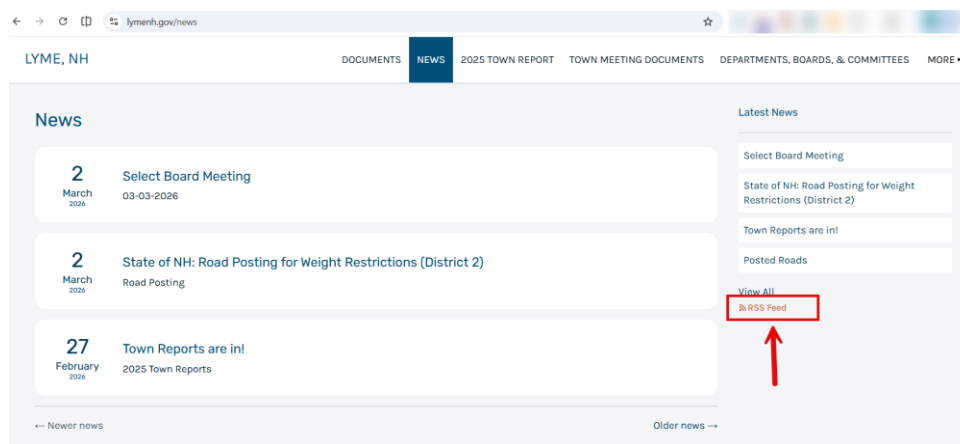 lymenh.gov/news
LYME, NH
DOCUMENTS
NEWS
2025 TOWN REPORT
TOWN MEETING DOCUMENTS
DEPARTMENTS, BOARDS, & COMMITTEES
MORE
News
2
March
2026
Select Board Meeting
03-03-2026
2
March
2026
State of NH: Road Posting for Weight Restrictions (District 2)
Road Posting
27
February
2026
Town Reports are in!
2025 Town Reports
← Newer news
Older news →
Latest News
Select Board Meeting
State of NH: Road Posting for Weight
Restrictions (District 2)
Town Reports are in!
Posted Roads
View All
RSS Feed